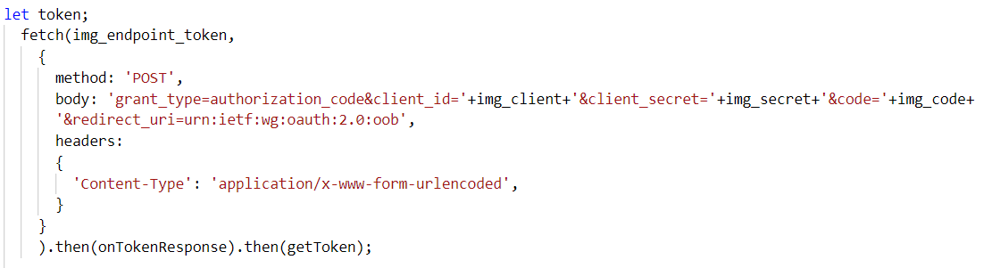 let token;
fetch(img_endpoint_token,
{
method: 'POST',
body: 'grant_type=authorization_code&client_id='+img_client+'&client_secret='+img_secret+'&code='+img_code+
'&redirect_uri=urn:ietf:wg:oauth:2.0:oob',
headers:
{
'Content-Type': 'application/x-www-form-urlencoded',
}
}
).then(onTokenResponse).then(getToken);